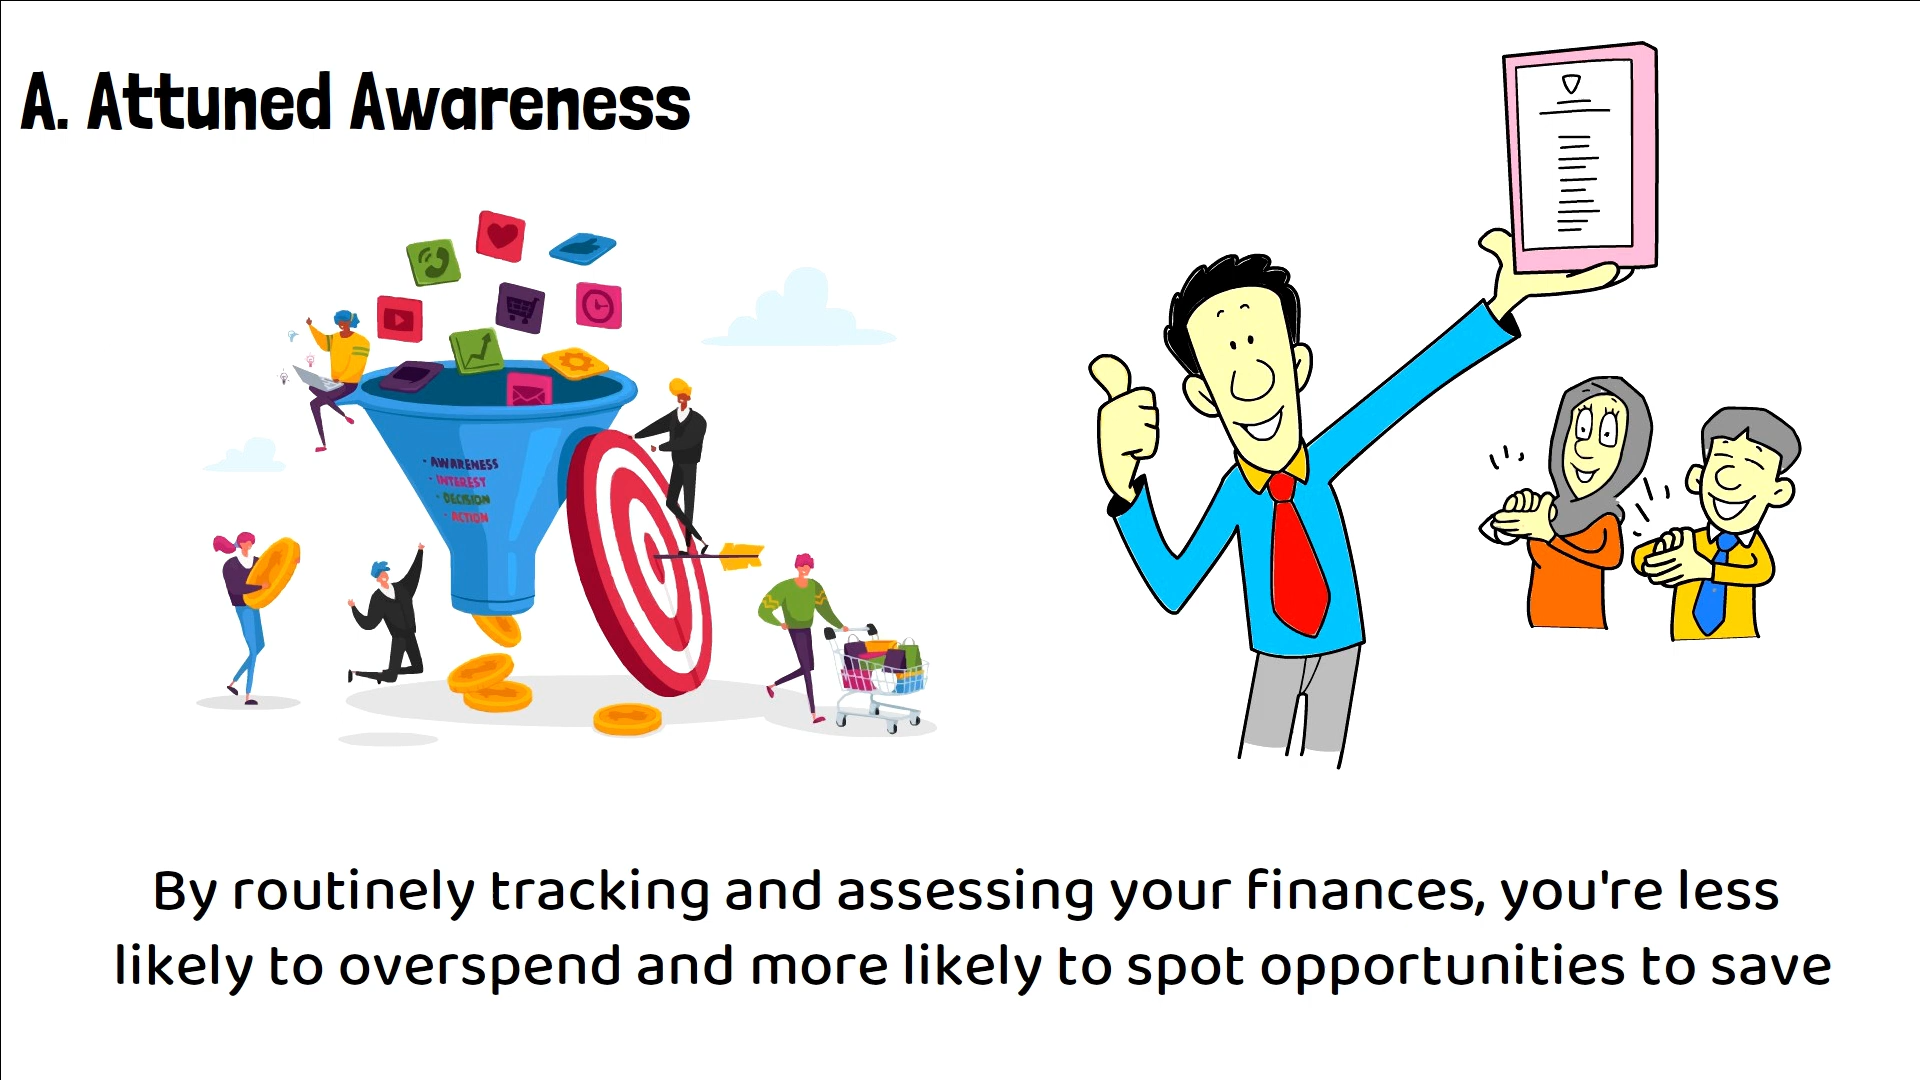 A. Attuned Awareness
- AWARENESS
- INTEREST
- DECISION
- ACTION
By routinely tracking and assessing your finances, you're less
likely to overspend and more likely to spot opportunities to save